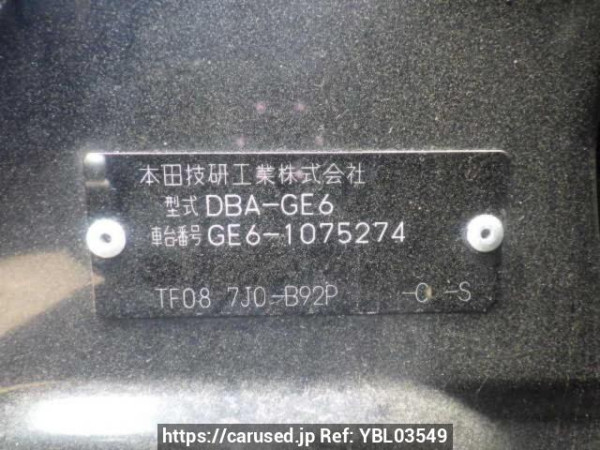 本田技研工業株式会社
型式 DBA-GE6
車台番号 GE6-1075274
TF08 7J0-B92P -0 -S
https://carused.jp Ref: YBL03549